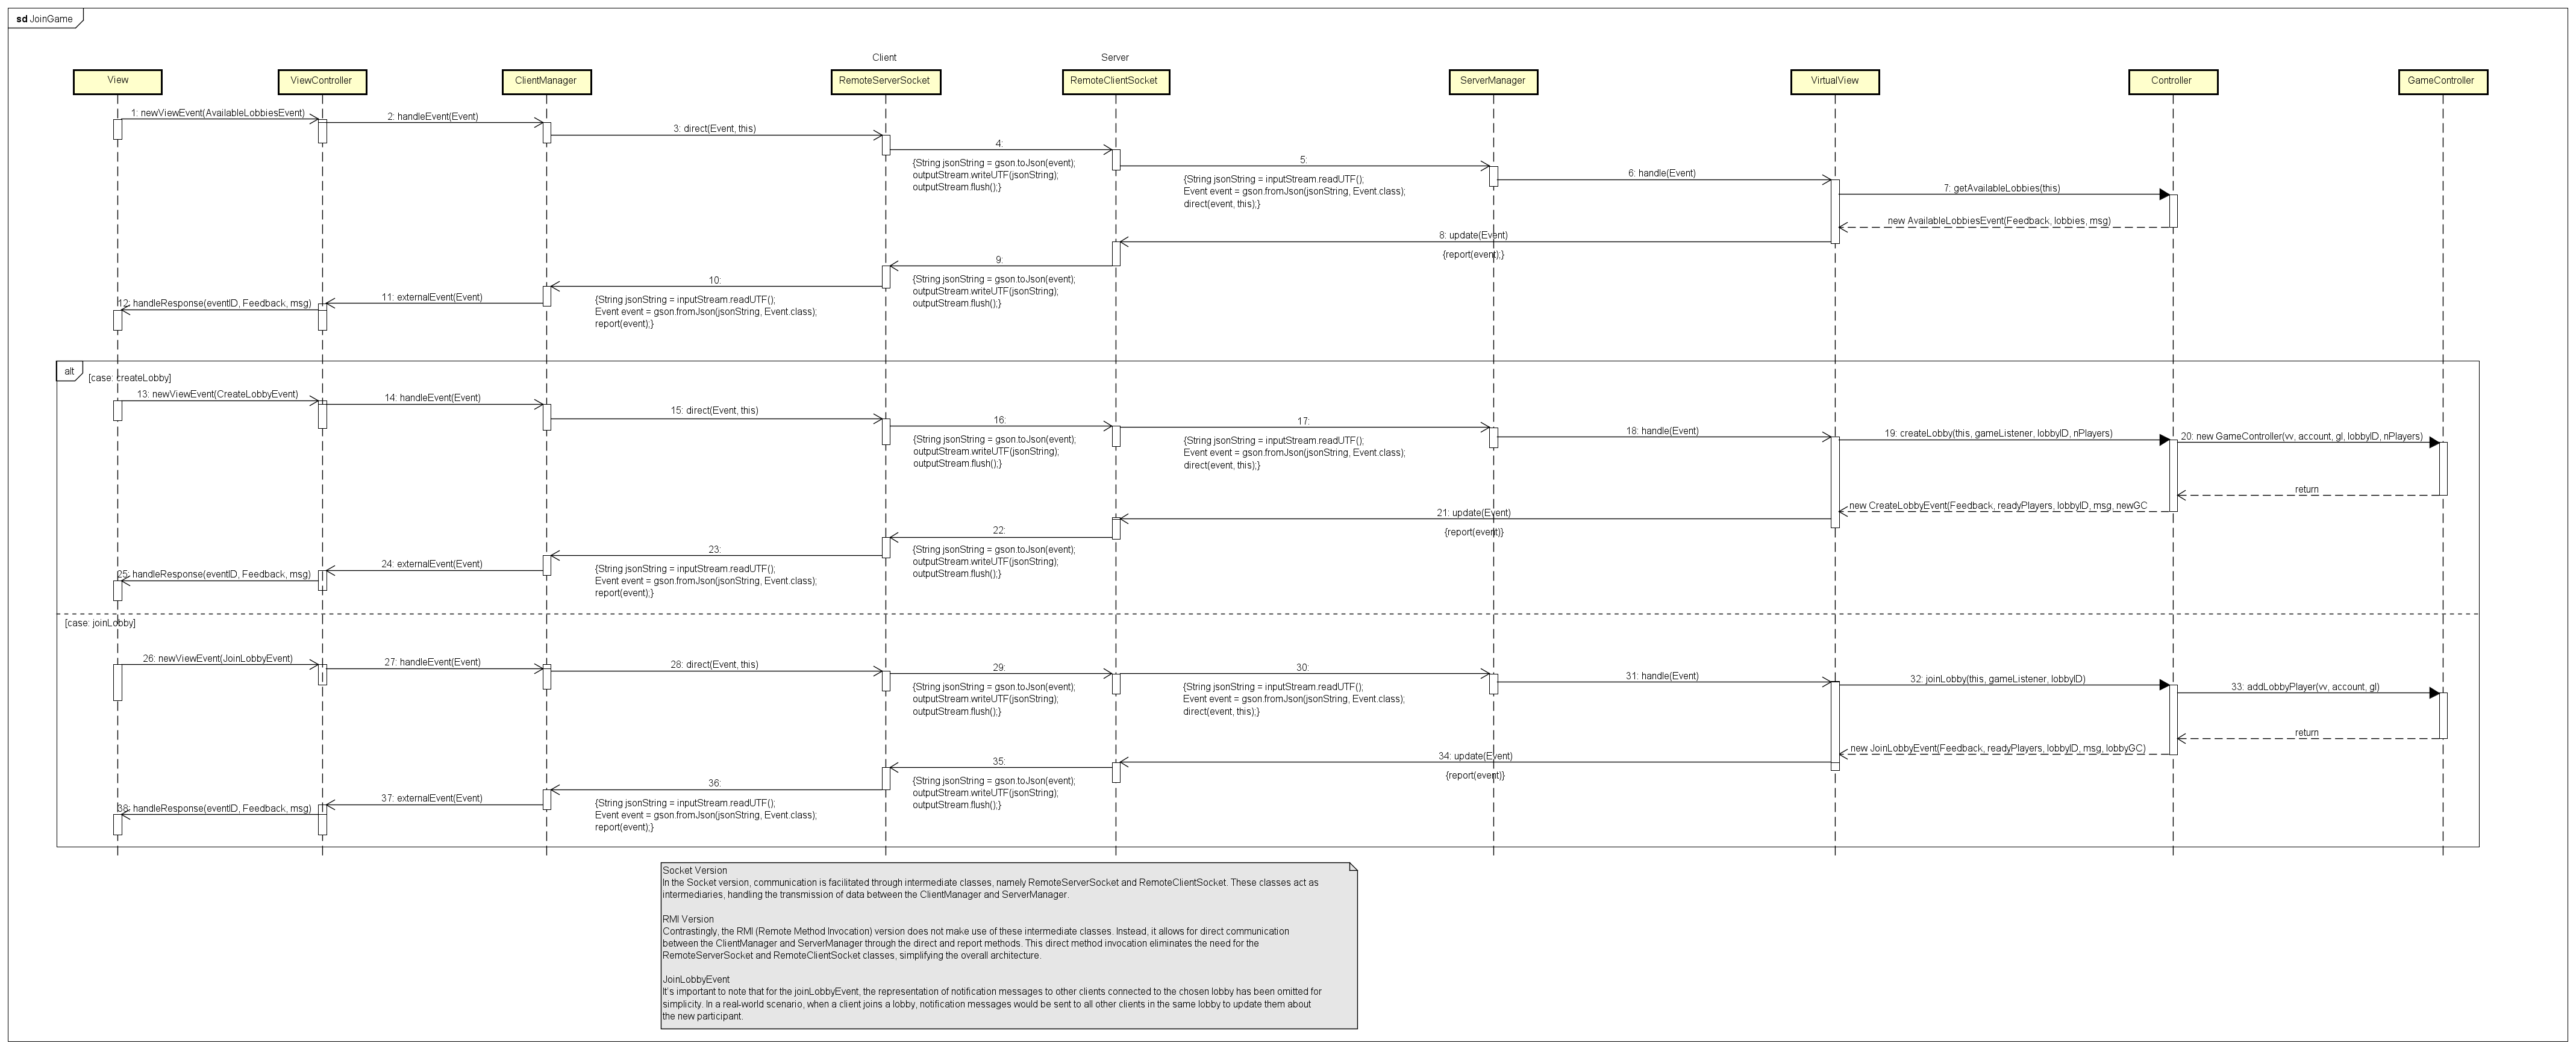 sd JoinGame
Client
Server
View
ViewController
ClientManager
RemoteServerSocket
RemoteClientSocket
ServerManager
VirtualView
Controller
GameController
1: newViewEvent(AvailableLobbiesEvent)
2: handleEvent(Event)
3: direct(Event, this)
4:
{String jsonString = gson.toJson(event);
outputStream.writeUTF(jsonString);
outputStream.flush();}
5:
{String jsonString = inputStream.readUTF();
Event event = gson.fromJson(jsonString, Event.class);
direct(event, this);}
6: handle(Event)
7: getAvailableLobbies(this)
new AvailableLobbiesEvent(Feedback, lobbies, msg)
8: update(Event)
{report(event);}
9:
{String jsonString = gson.toJson(event);
outputStream.writeUTF(jsonString);
outputStream.flush();}
10:
{String jsonString = inputStream.readUTF();
Event event = gson.fromJson(jsonString, Event.class);
report(event);}
11: externalEvent(Event)
12: handleResponse(eventID, Feedback, msg)
alt
[case: createLobby]
13: newViewEvent(CreateLobbyEvent)
14: handleEvent(Event)
15: direct(Event, this)
16:
{String jsonString = gson.toJson(event);
outputStream.writeUTF(jsonString);
outputStream.flush();}
17:
{String jsonString = inputStream.readUTF();
Event event = gson.fromJson(jsonString, Event.class);
direct(event, this);}
18: handle(Event)
19: createLobby(this, gameListener, lobbyID, nPlayers)
20: new GameController(vv, account, gl, lobbyID, nPlayers)
return
new CreateLobbyEvent(Feedback, readyPlayers, lobbyID, msg, newGC
21: update(Event)
{report(event)}
22:
{String jsonString = gson.toJson(event);
outputStream.writeUTF(jsonString);
outputStream.flush();}
23:
{String jsonString = inputStream.readUTF();
Event event = gson.fromJson(jsonString, Event.class);
report(event);}
24: externalEvent(Event)
25: handleResponse(eventID, Feedback, msg)
[case: joinLobby]
26: newViewEvent(JoinLobbyEvent)
27: handleEvent(Event)
28: direct(Event, this)
29:
{String jsonString = gson.toJson(event);
outputStream.writeUTF(jsonString);
outputStream.flush();}
30:
{String jsonString = inputStream.readUTF();
Event event = gson.fromJson(jsonString, Event.class);
direct(event, this);}
31: handle(Event)
32: joinLobby(this, gameListener, lobbyID)
33: addLobbyPlayer(vv, account, gl)
return
new JoinLobbyEvent(Feedback, readyPlayers, lobbyID, msg, lobbyGC)
34: update(Event)
{report(event)}
35:
{String jsonString = gson.toJson(event);
outputStream.writeUTF(jsonString);
outputStream.flush();}
36:
{String jsonString = inputStream.readUTF();
Event event = gson.fromJson(jsonString, Event.class);
report(event);}
37: externalEvent(Event)
38: handleResponse(eventID, Feedback, msg)
Socket Version
In the Socket version, communication is facilitated through intermediate classes, namely RemoteServerSocket and RemoteClientSocket. These classes act as
intermediaries, handling the transmission of data between the ClientManager and ServerManager.
RMI Version
Contrastingly, the RMI (Remote Method Invocation) version does not make use of these intermediate classes. Instead, it allows for direct communication
between the ClientManager and ServerManager through the direct and report methods. This direct method invocation eliminates the need for the
RemoteServerSocket and RemoteClientSocket classes, simplifying the overall architecture.
JoinLobbyEvent
It's important to note that for the joinLobbyEvent, the representation of notification messages to other clients connected to the chosen lobby has been omitted for
simplicity. In a real-world scenario, when a client joins a lobby, notification messages would be sent to all other clients in the same lobby to update them about
the new participant.